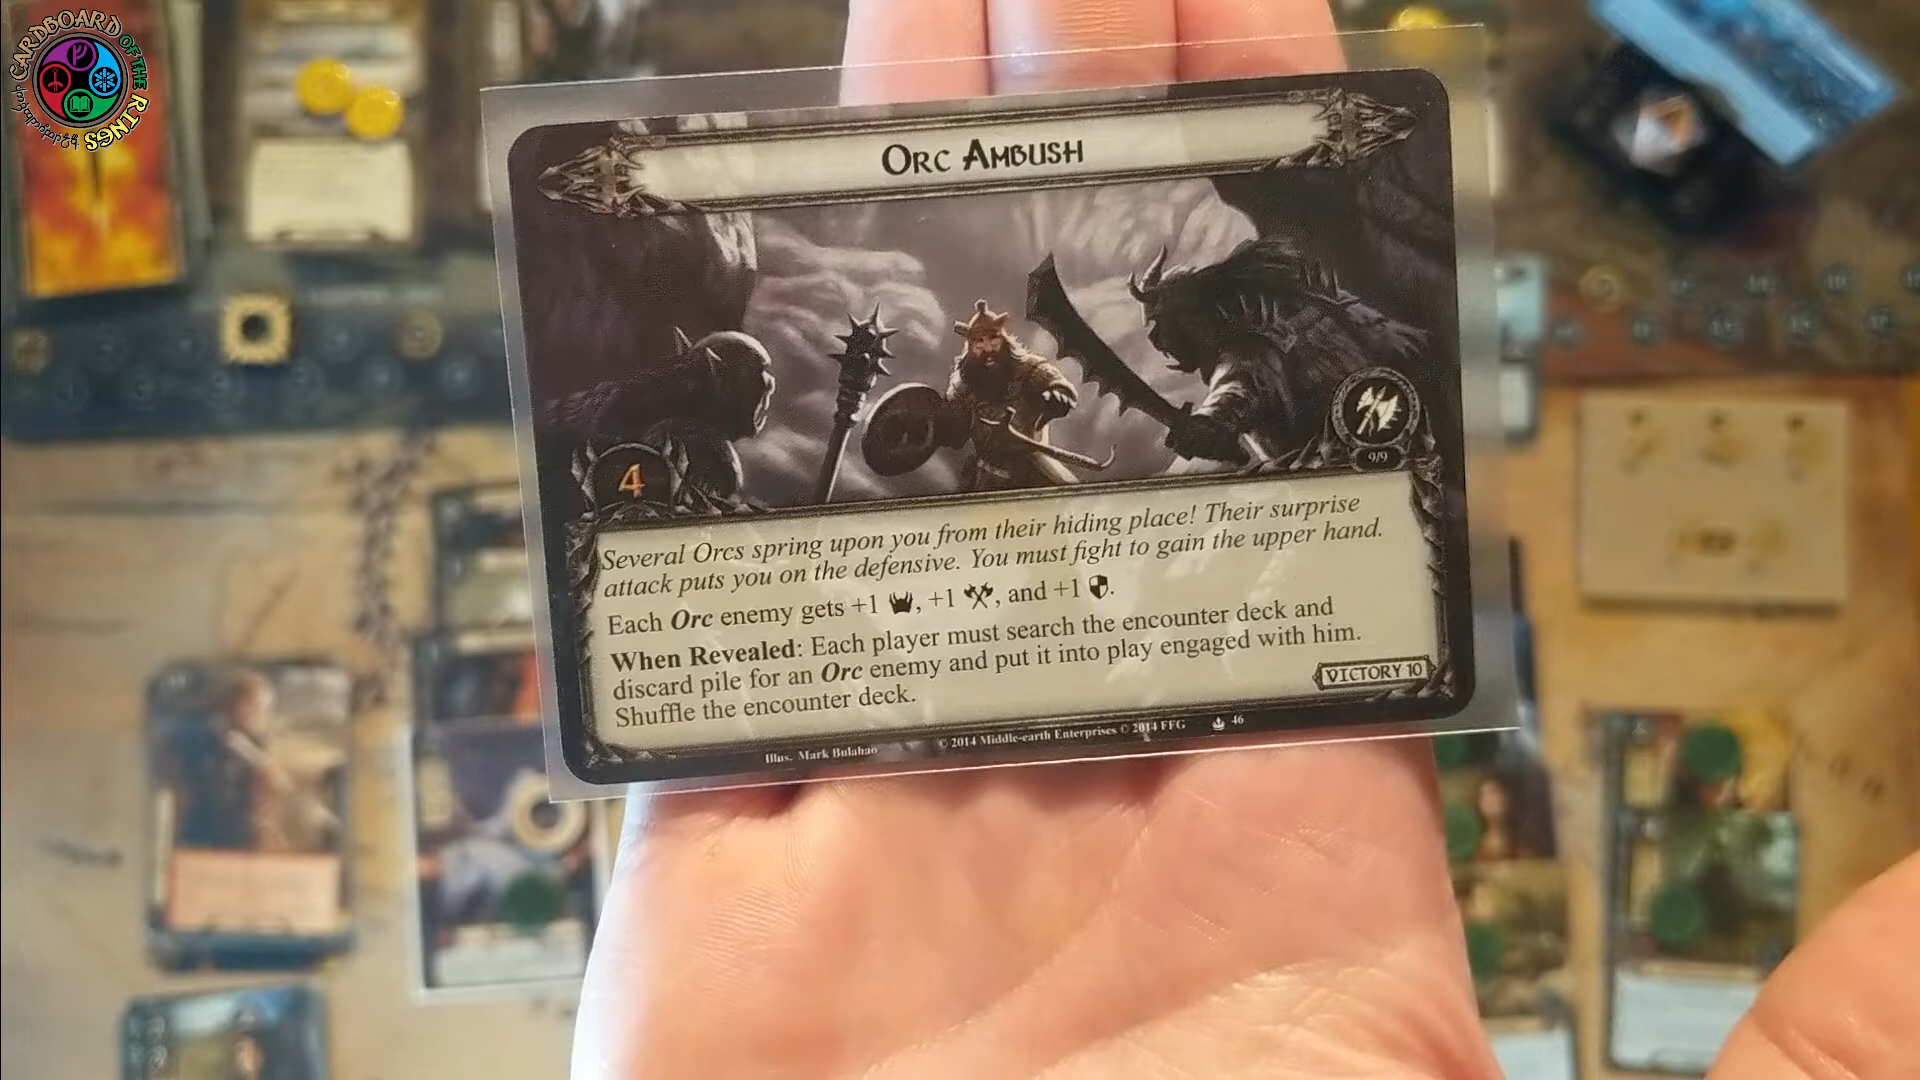 CARDBOARD OF THE RINGS
ORC AMBUSH
4
9/9
Several Orcs spring upon you from their hiding place! Their surprise
attack puts you on the defensive. You must fight to gain the upper hand.
Each Orc enemy gets +1 , +1 , and +1 .
When Revealed: Each player must search the encounter deck and
discard pile for an Orc enemy and put it into play engaged with him.
Shuffle the encounter deck.
VICTORY 10
Illus. Mark Bulahao © 2014 Middle-earth Enterprises © 2014 FFG 46